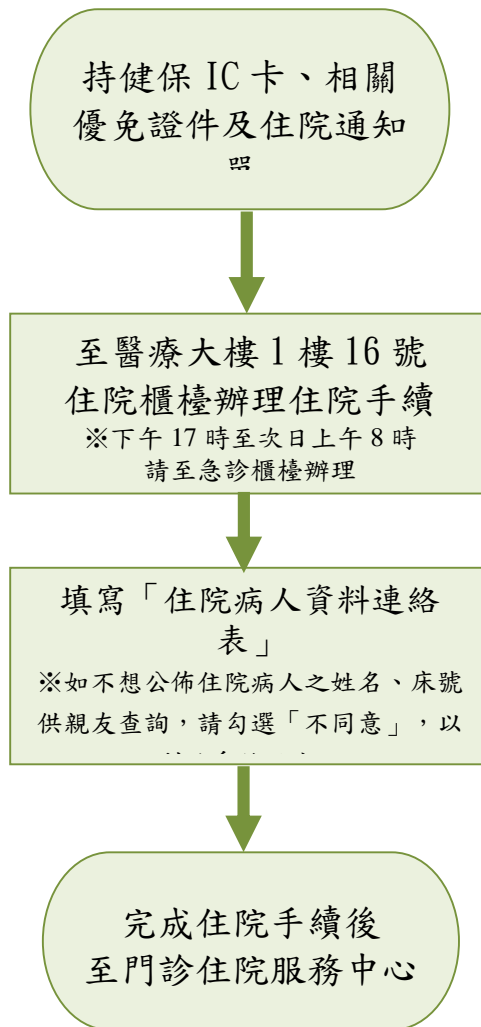 持健保 IC 卡、相關
優免證件及住院通知
至醫療大樓 1 樓 16 號
住院櫃檯辦理住院手續
※下午 17 時至次日上午 8 時
請至急診櫃檯辦理
填寫「住院病人資料連絡
表」
※如不想公佈住院病人之姓名、床號
供親友查詢，請勾選「不同意」，以
完成住院手續後
至門診住院服務中心